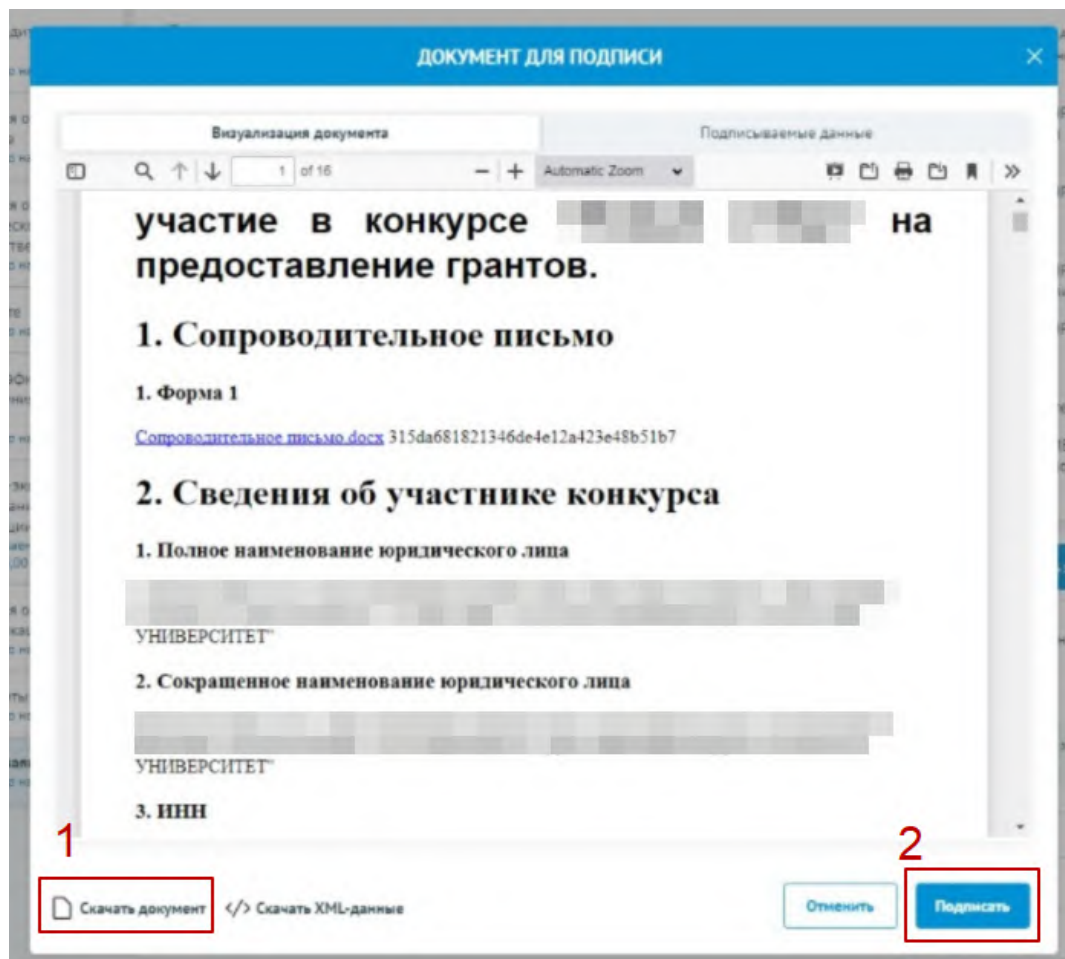 ДОКУМЕНТ ДЛЯ ПОДПИСИ
Визуализация документа
Подписываемые данные
1 of 16
Automatic Zoom
участие в конкурсе на
предоставление грантов.
1. Сопроводительное письмо
1. Форма 1
Сопроводительное письмо.docx 315da681821346de4e12a423e48b51b7
2. Сведения об участнике конкурса
1. Полное наименование юридического лица
УНИВЕРСИТЕТ"
2. Сокращенное наименование юридического лица
УНИВЕРСИТЕТ"
3. ИНН
1
2
Скачать документ
</> Скачать XML-данные
Отменить
Подписать